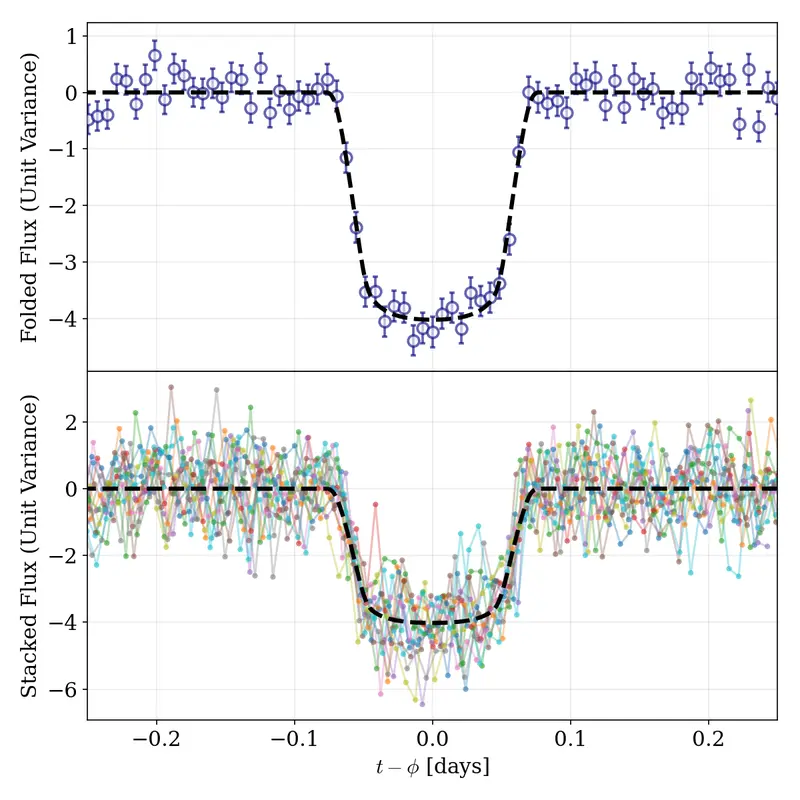 Folded Flux (Unit Variance)
1
0
−1
−2
−3
−4
Stacked Flux (Unit Variance)
2
0
−2
−4
−6
−0.2 −0.1 0.0 0.1 0.2
t − ϕ [days]